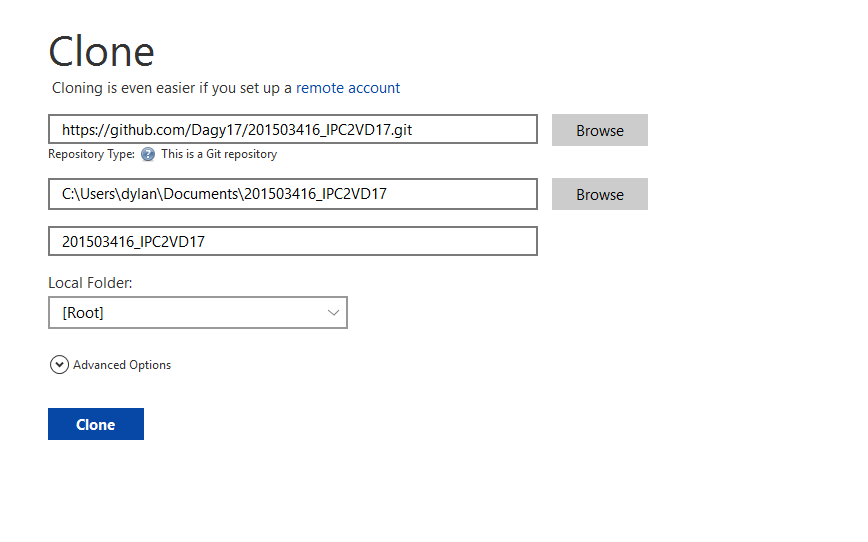 Clone
Cloning is even easier if you set up a remote account
https://github.com/Dagy17/201503416_IPC2VD17.git
Browse
Repository Type: ? This is a Git repository
C:\Users\dylan\Documents\201503416_IPC2VD17
Browse
201503416_IPC2VD17
Local Folder:
[Root]
Advanced Options
Clone